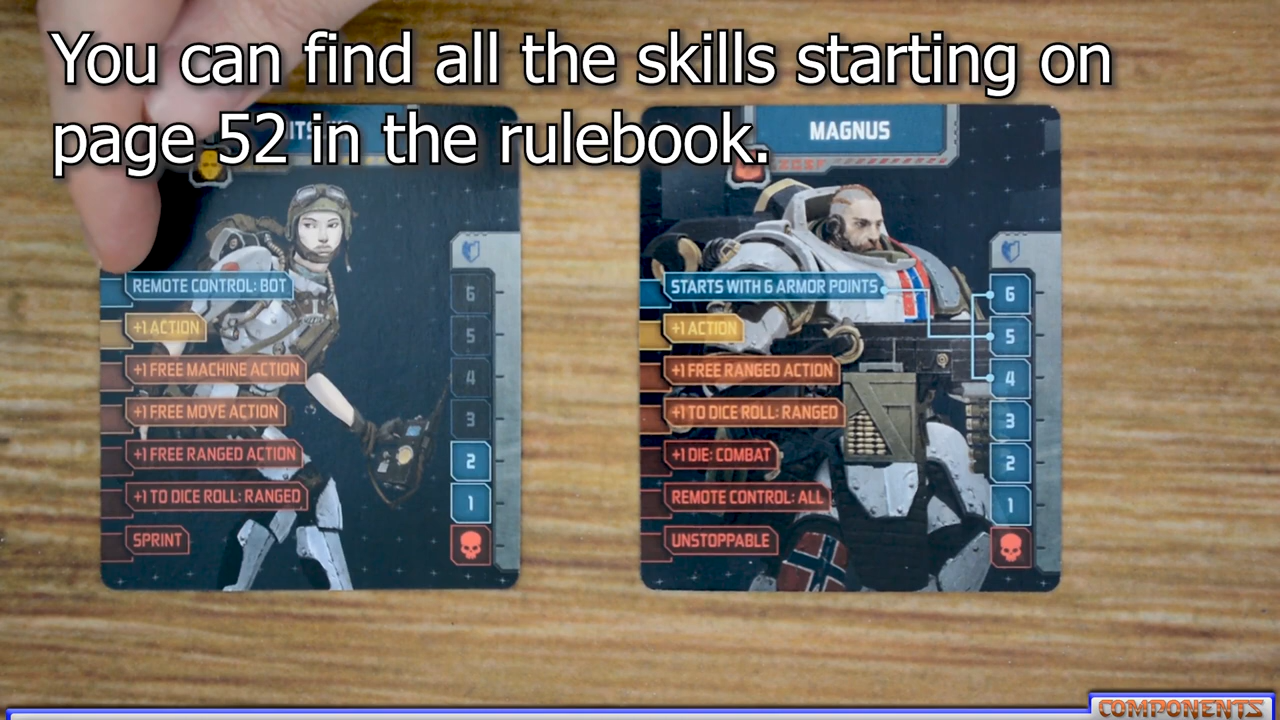 You can find all the skills starting on
page 52 in the rulebook.
MAGNUS
REMOTE CONTROL: BOT
+1 ACTION
+1 FREE MACHINE ACTION
+1 FREE MOVE ACTION
+1 FREE RANGED ACTION
+1 TO DICE ROLL: RANGED
SPRINT
6
5
4
3
2
1
STARTS WITH 6 ARMOR POINTS
+1 ACTION
+1 FREE RANGED ACTION
+1 TO DICE ROLL: RANGED
+1 DIE: COMBAT
REMOTE CONTROL: ALL
UNSTOPPABLE
6
5
4
3
2
1
COMPONENTS